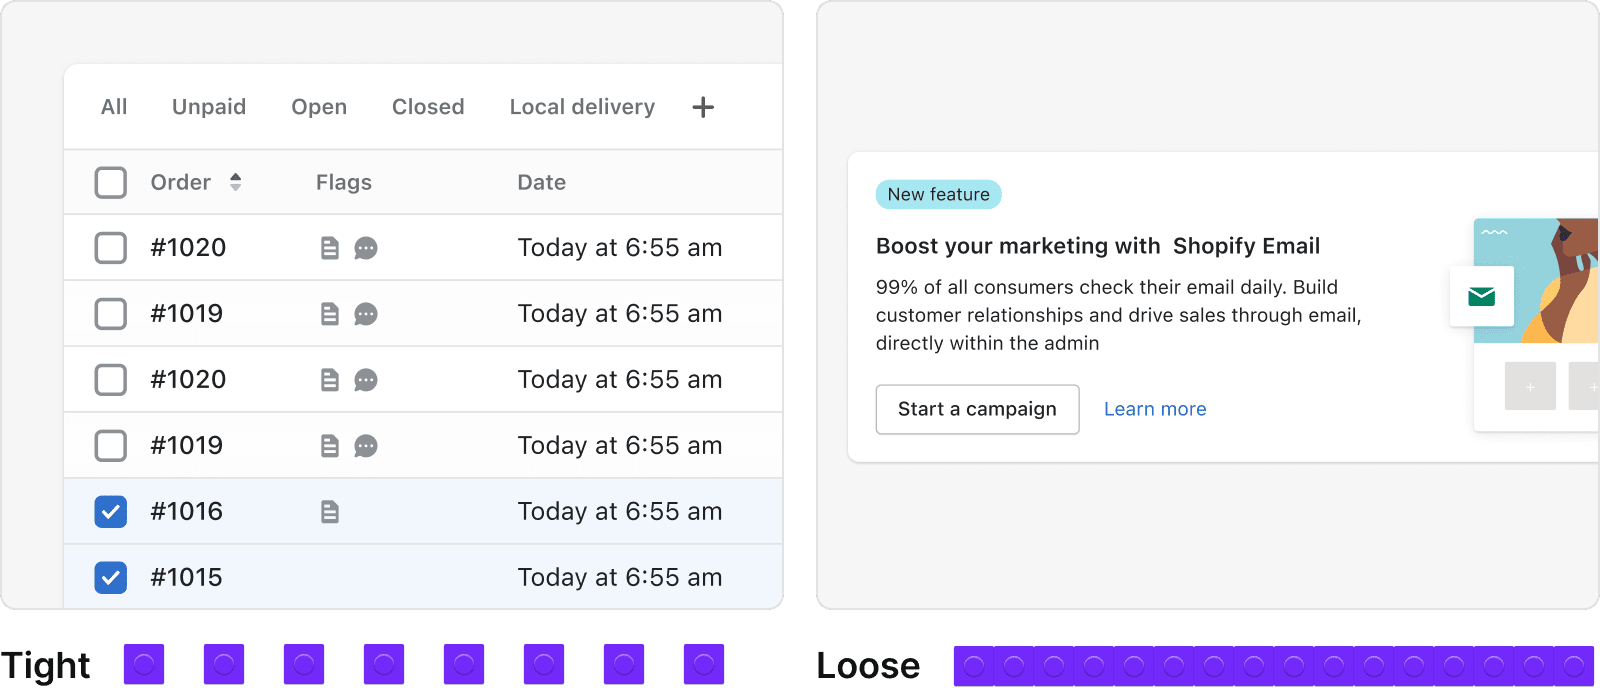 All Unpaid Open Closed Local delivery +
Order Flags Date
#1020 Today at 6:55 am
#1019 Today at 6:55 am
#1020 Today at 6:55 am
#1019 Today at 6:55 am
#1016 Today at 6:55 am
#1015 Today at 6:55 am
Tight
New feature
Boost your marketing with Shopify Email
99% of all consumers check their email daily. Build
customer relationships and drive sales through email,
directly within the admin
Start a campaign Learn more
+ +
Loose